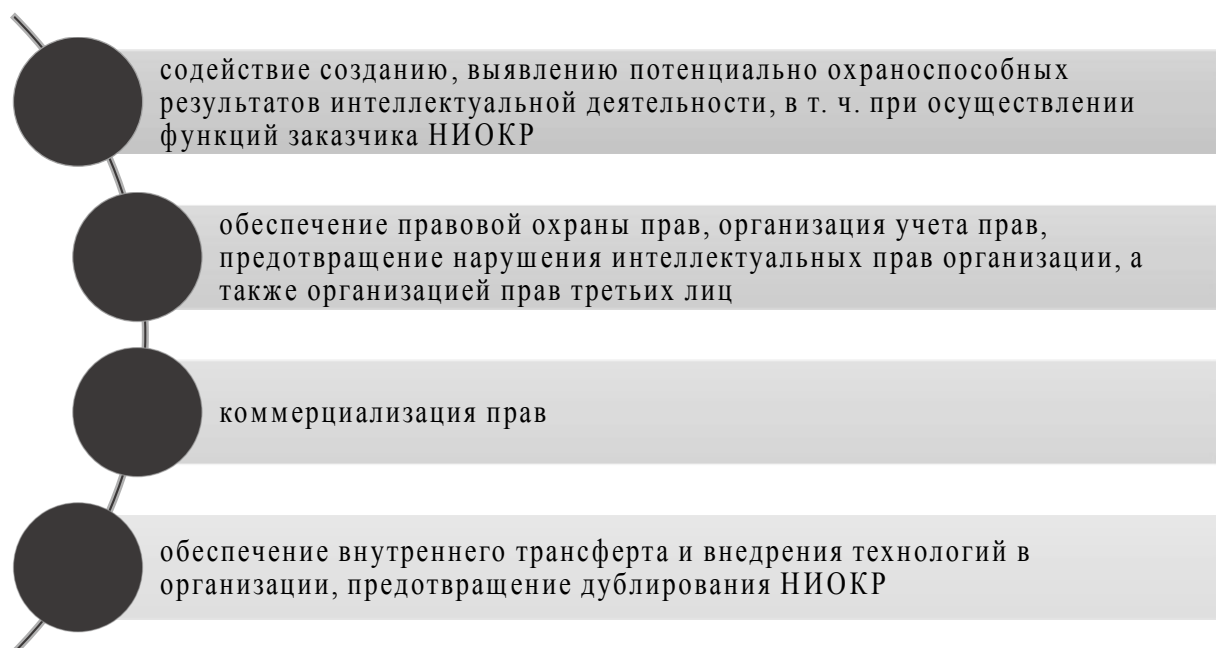 содействие созданию, выявлению потенциально охраноспособных
результатов интеллектуальной деятельности, в т. ч. при осуществлении
функций заказчика НИОКР
обеспечение правовой охраны прав, организация учета прав,
предотвращение нарушения интеллектуальных прав организации, а
также организацией прав третьих лиц
коммерциализация прав
обеспечение внутреннего трансферта и внедрения технологий в
организации, предотвращение дублирования НИОКР